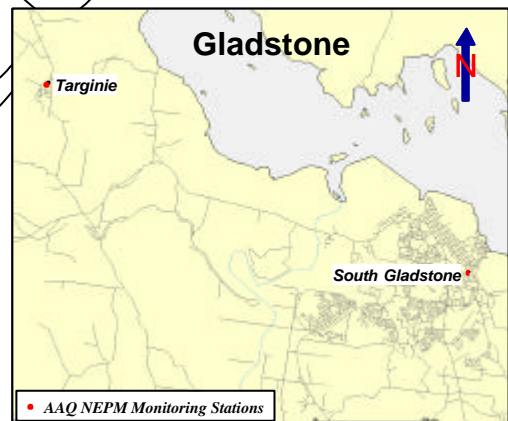 Gladstone
N
Targinie
South Gladstone
AAQ NEPM Monitoring Stations